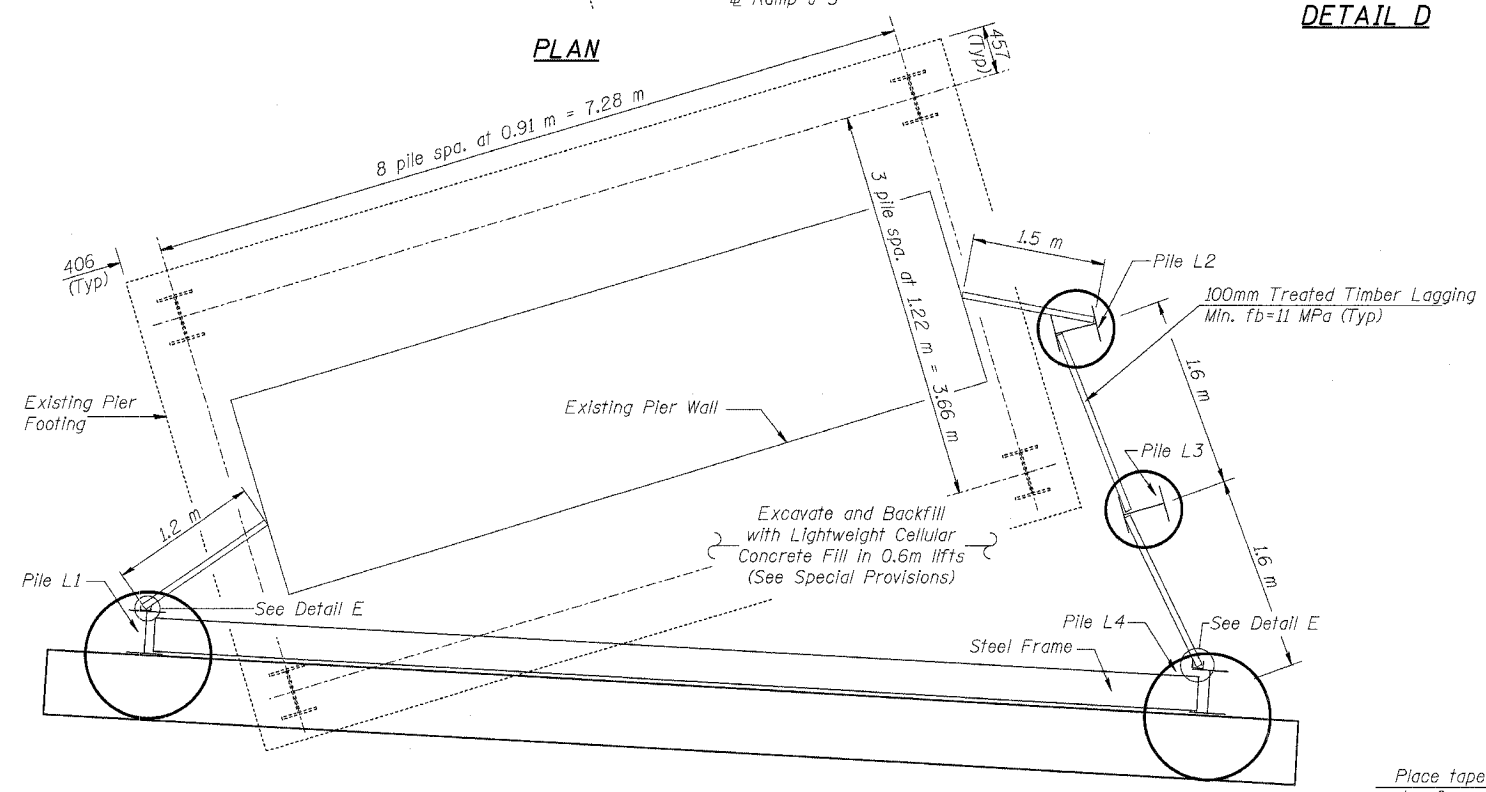 DETAIL D
PLAN
457
(Typ)
8 pile spa. at 0.91 m = 7.28 m
3 pile spa. at 1.22 m = 3.66 m
406
(Typ)
1.5 m
Pile L2
100mm Treated Timber Lagging
Min. fb=11 MPa (Typ)
1.6 m
Existing Pier
Footing
Existing Pier Wall
Pile L3
1.2 m
Excavate and Backfill
with Lightweight Cellular
Concrete Fill in 0.6m lifts
(See Special Provisions)
1.6 m
Pile L1
See Detail E
Pile L4
See Detail E
Steel Frame
Place tape